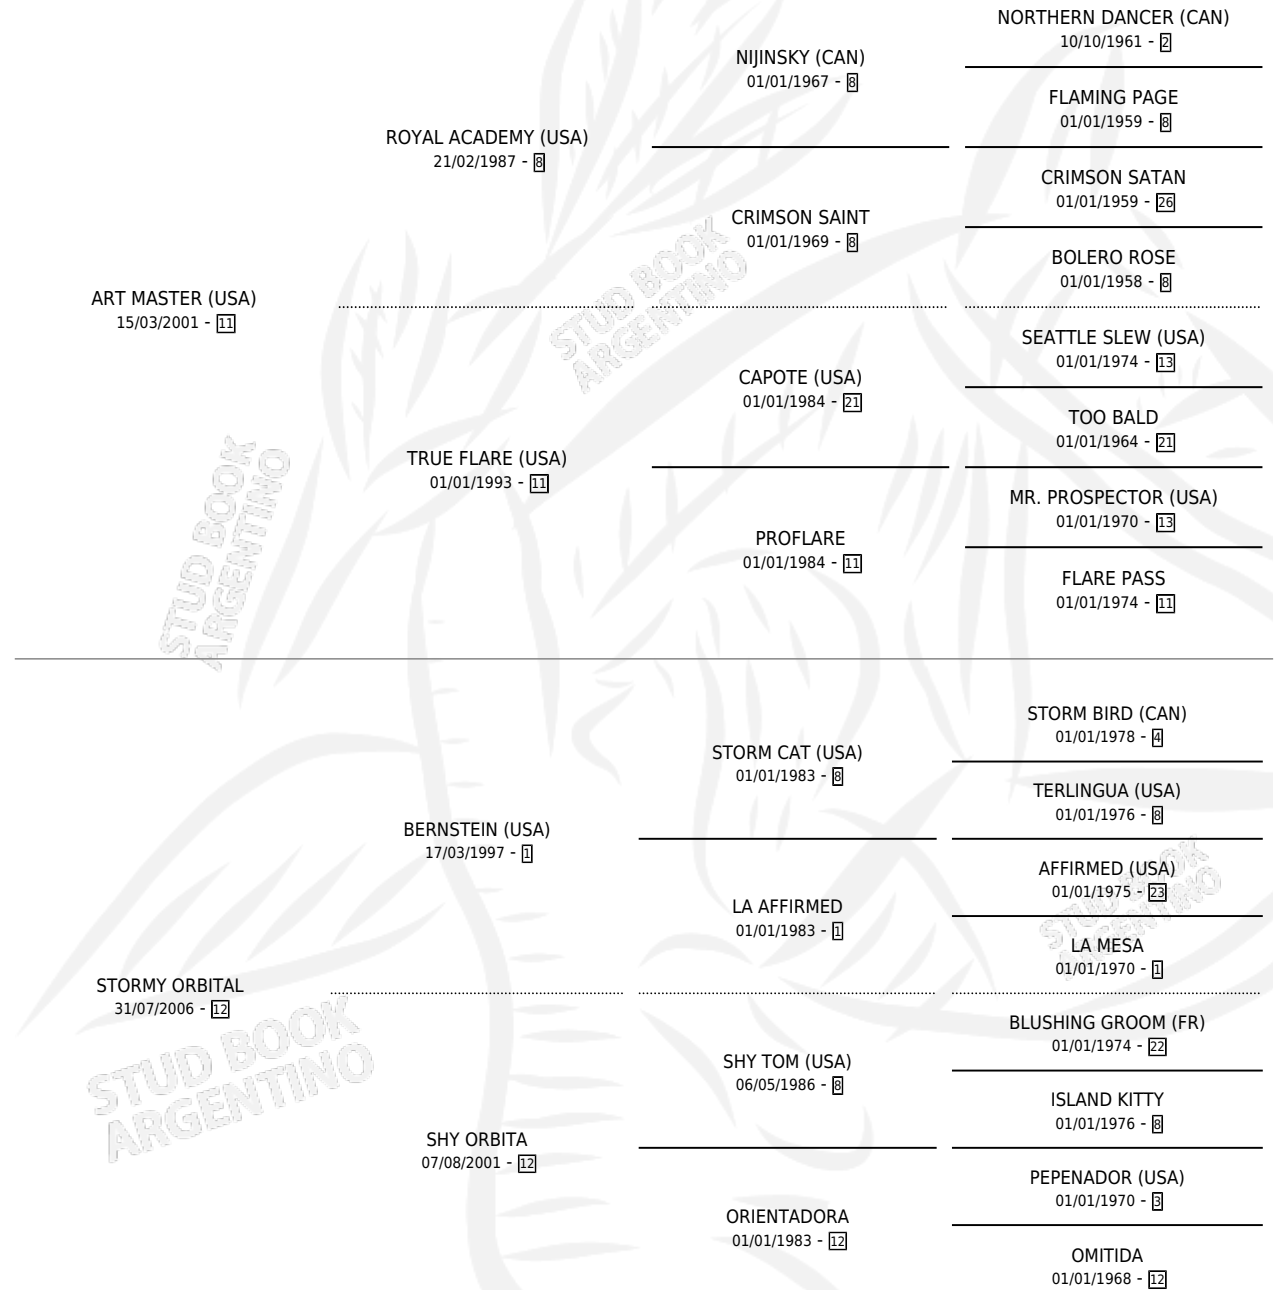 NORTHERN DANCER (CAN)
10/10/1961 - 2
NIJINSKY (CAN)
01/01/1967 - 8
FLAMING PAGE
01/01/1959 - 8
ROYAL ACADEMY (USA)
21/02/1987 - 8
CRIMSON SATAN
01/01/1959 - 26
CRIMSON SAINT
01/01/1969 - 8
BOLERO ROSE
01/01/1958 - 8
ART MASTER (USA)
15/03/2001 - 11
STUD BOOK
ARGENTINO
SEATTLE SLEW (USA)
01/01/1974 - 13
CAPOTE (USA)
01/01/1984 - 21
TOO BALD
01/01/1964 - 21
TRUE FLARE (USA)
01/01/1993 - 11
STUD BOOK
ARGENTINO
MR. PROSPECTOR (USA)
01/01/1970 - 13
PROFLARE
01/01/1984 - 11
FLARE PASS
01/01/1974 - 11
STORM BIRD (CAN)
01/01/1978 - 4
STORM CAT (USA)
01/01/1983 - 8
TERLINGUA (USA)
01/01/1976 - 8
BERNSTEIN (USA)
17/03/1997 - 1
AFFIRMED (USA)
01/01/1975 - 23
STUD BOOK
ARGENTINO
LA AFFIRMED
01/01/1983 - 1
LA MESA
01/01/1970 - 1
STORMY ORBITAL
31/07/2006 - 12
STUD BOOK
ARGENTINO
BLUSHING GROOM (FR)
01/01/1974 - 22
SHY TOM (USA)
06/05/1986 - 8
ISLAND KITTY
01/01/1976 - 8
SHY ORBITA
07/08/2001 - 12
PEPENADOR (USA)
01/01/1970 - 3
ORIENTADORA
01/01/1983 - 12
OMITIDA
01/01/1968 - 12